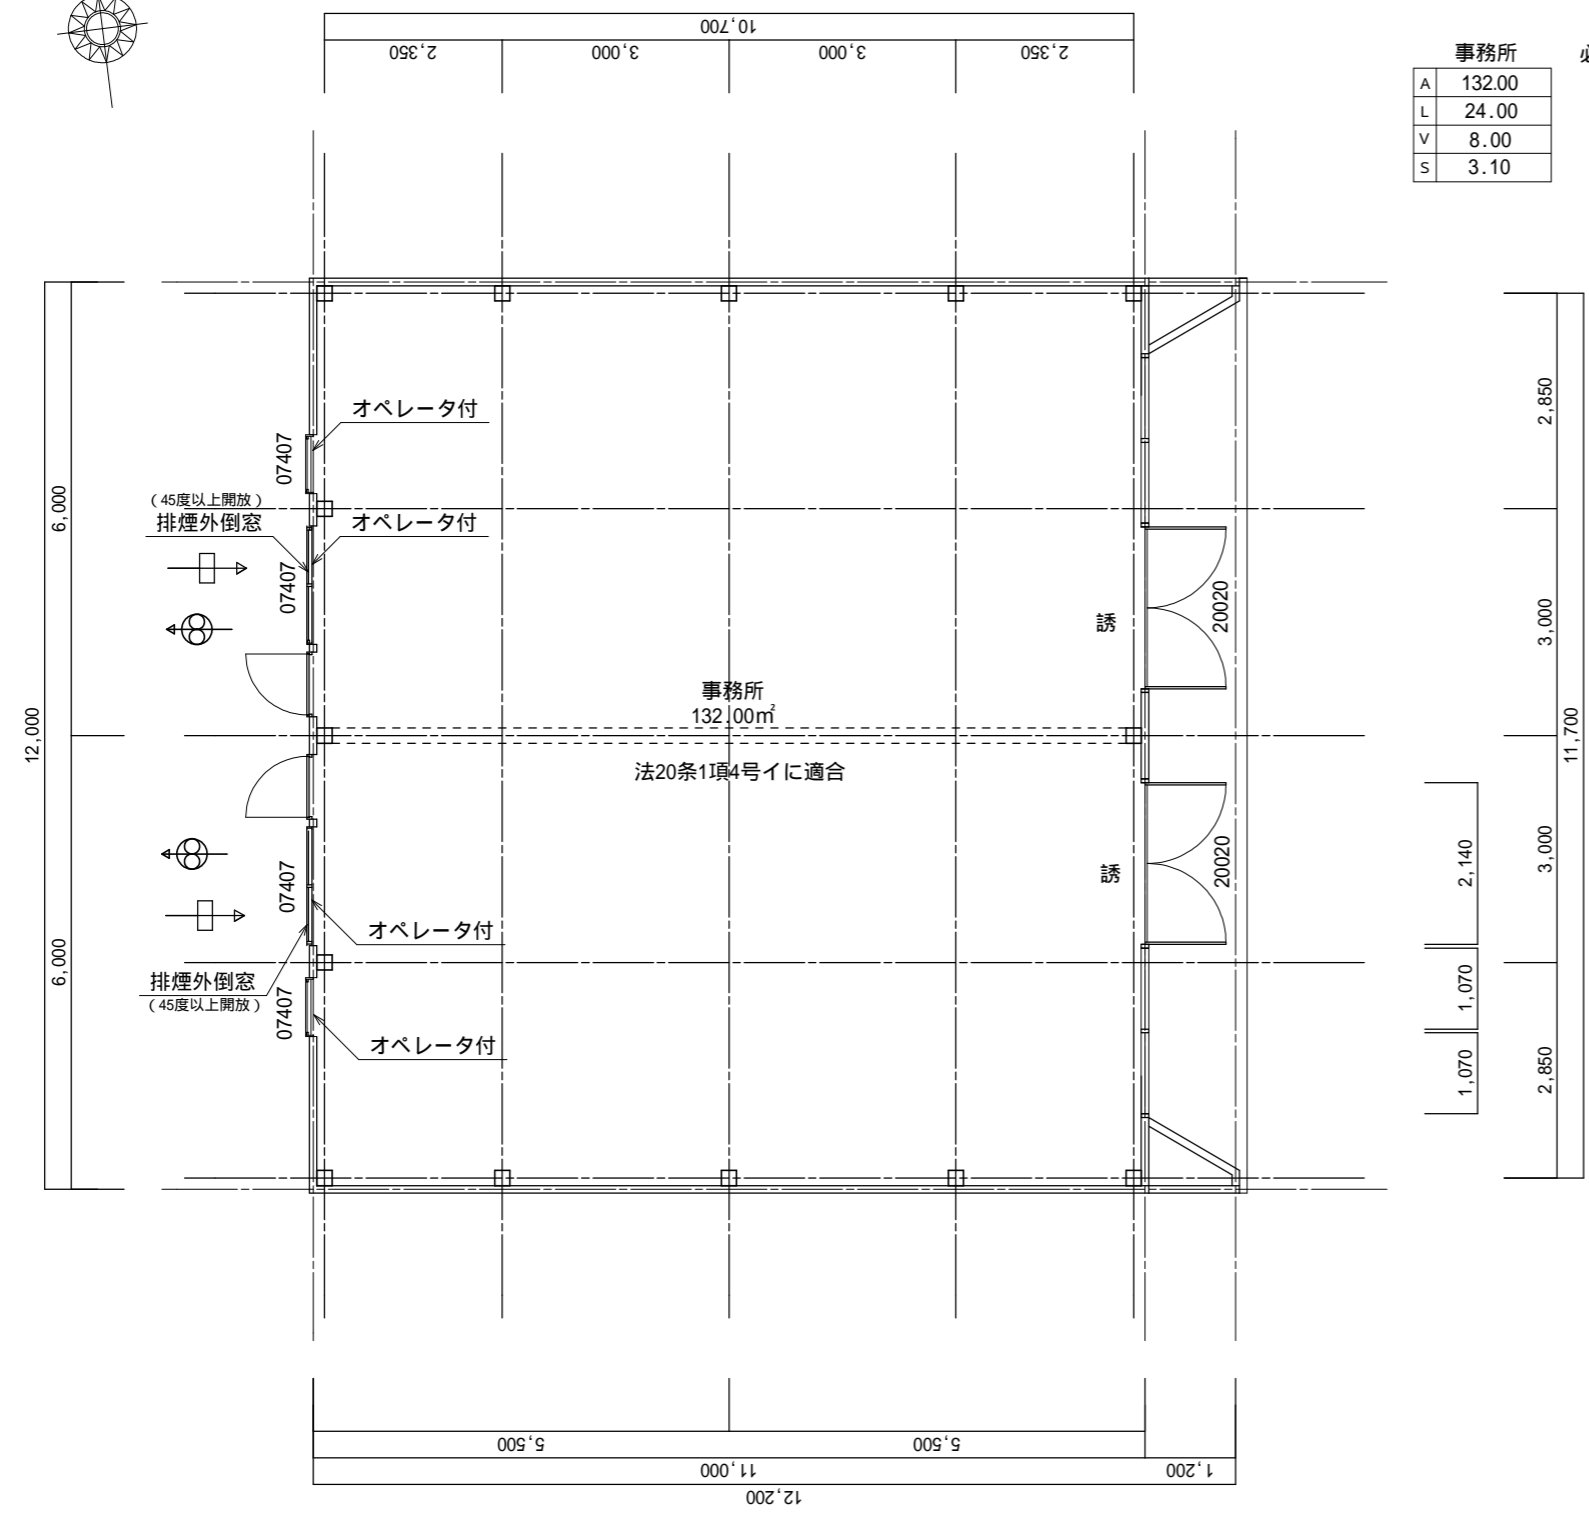 10,700
2,350
3,000
3,000
2,350
事務所
A 132.00
L 24.00
V 8.00
S 3.10
オペレータ付
07407
(45度以上開放)
排煙外倒窓
オペレータ付
07407
6,000
12,000
6,000
誘
20020
事務所
132.00㎡
法20条1項4号イに適合
誘
20020
07407
オペレータ付
排煙外倒窓
(45度以上開放)
07407
オペレータ付
2,850
3,000
11,700
3,000
2,850
2,140
1,070
1,070
5,500
5,500
11,000
1,200
12,200